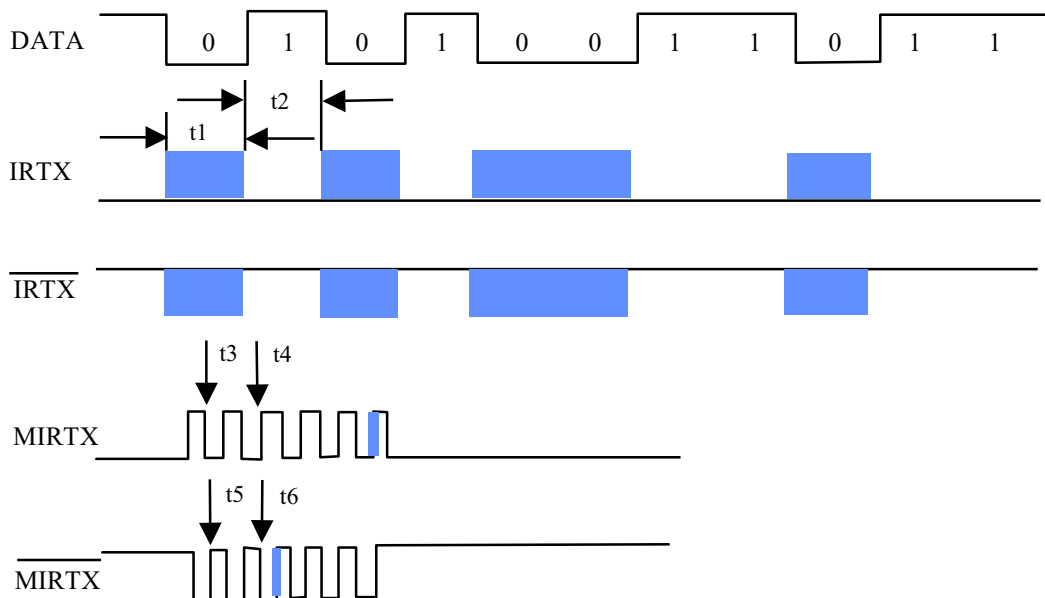 DATA 0 1 0 1 0 0 1 1 0 1 1
t2
t1
IRTX
IRTX
t3 t4
MIRTX
t5 t6
MIRTX